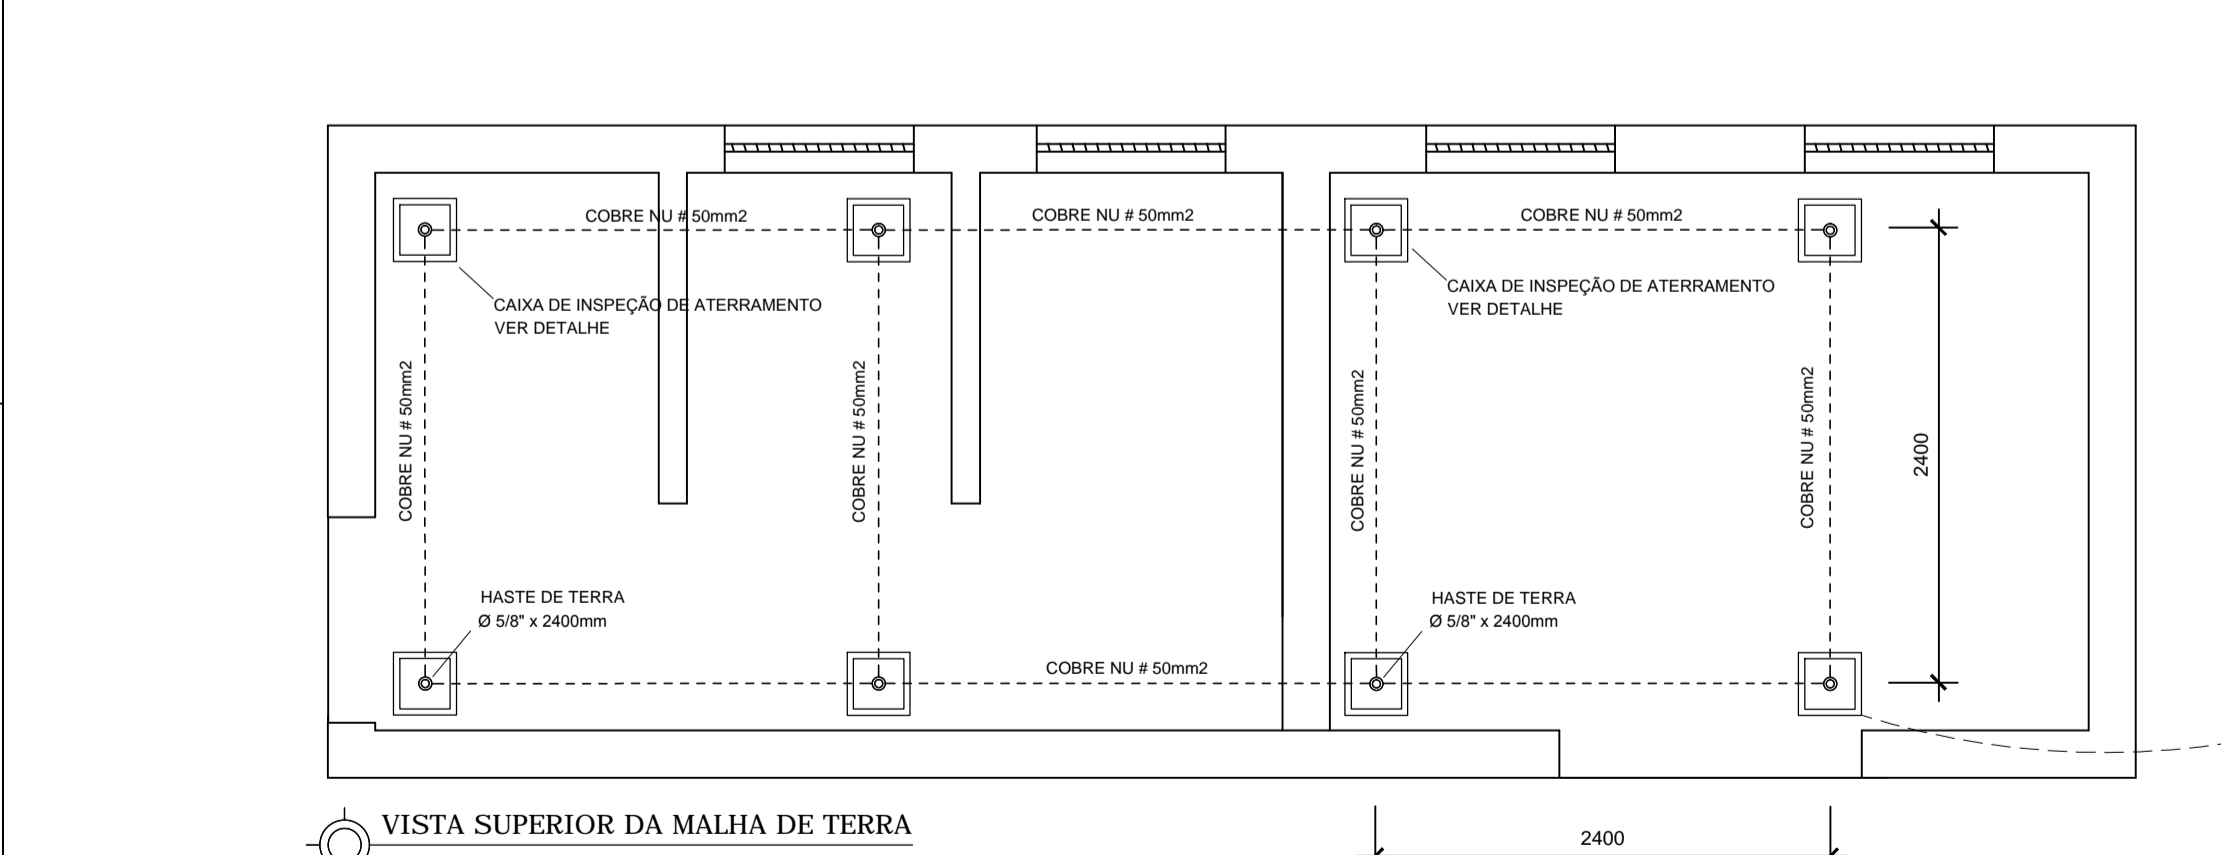 COBRE NU # 50mm2
COBRE NU # 50mm2
COBRE NU # 50mm2
CAIXA DE INSPEÇÃO DE ATERRAMENTO
VER DETALHE
CAIXA DE INSPEÇÃO DE ATERRAMENTO
VER DETALHE
COBRE NU # 50mm2
COBRE NU # 50mm2
COBRE NU # 50mm2
COBRE NU # 50mm2
2400
HASTE DE TERRA
Ø 5/8" x 2400mm
HASTE DE TERRA
Ø 5/8" x 2400mm
COBRE NU # 50mm2
VISTA SUPERIOR DA MALHA DE TERRA
2400